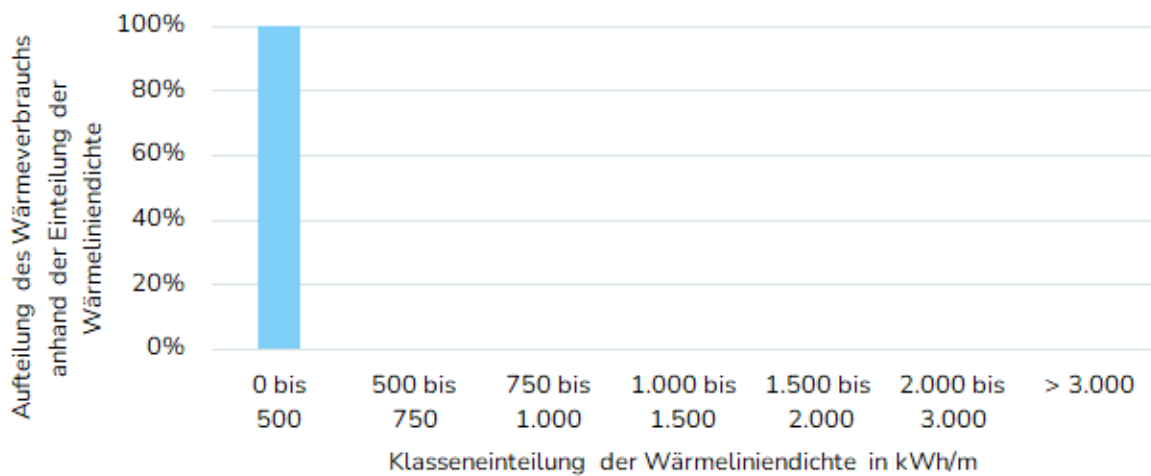 Aufteilung des Wärmeverbrauchs
anhand der Einteilung der
Wärmeliniendichte
100%
80%
60%
40%
20%
0%
0 bis
500
500 bis
750
750 bis
1.000
1.000 bis
1.500
1.500 bis
2.000
2.000 bis
3.000
> 3.000
Klasseneinteilung der Wärmeliniendichte in kWh/m